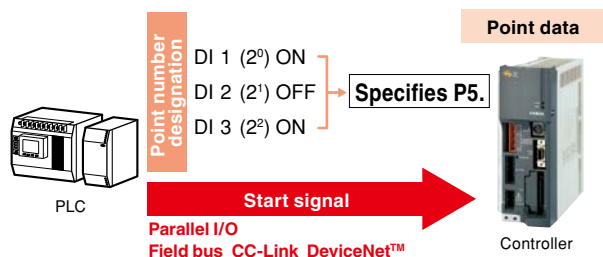 Point number
designation
DI 1 (2⁰) ON
DI 2 (2¹) OFF
DI 3 (2²) ON
Specifies P5.
Point data
PLC
Start signal
Parallel I/O
Field bus CC-Link DeviceNet™
Controller